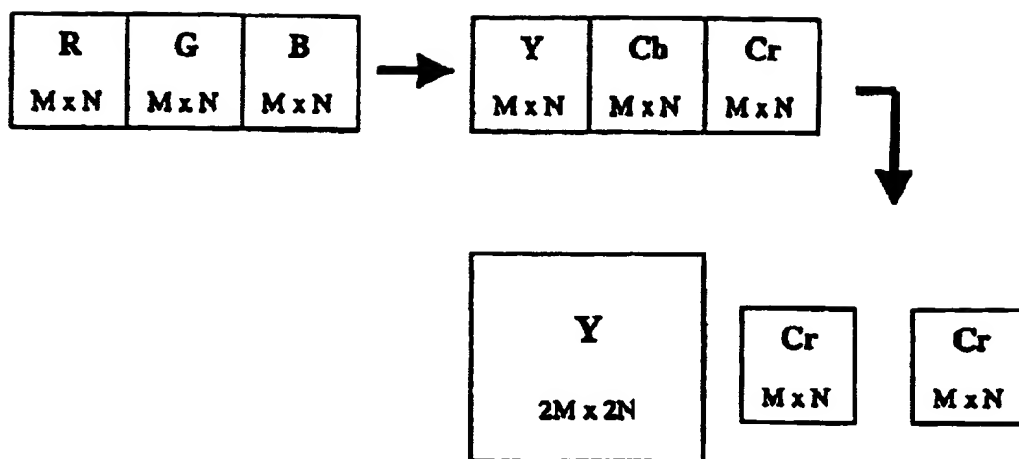 R G B
M x N M x N M x N
Y Cb Cr
M x N M x N M x N
Y
2M x 2N
Cr
M x N
Cr
M x N